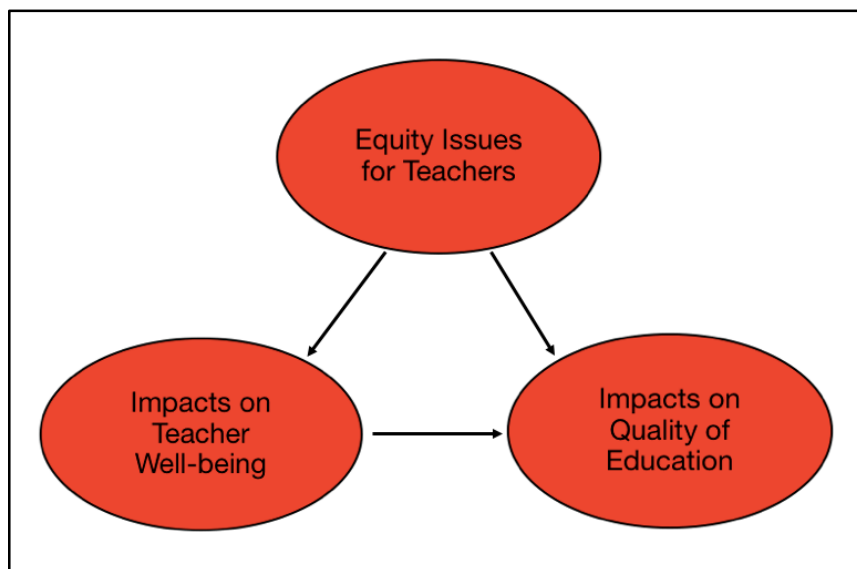 Equity Issues
for Teachers
Impacts on
Teacher
Well-being
Impacts on
Quality of
Education